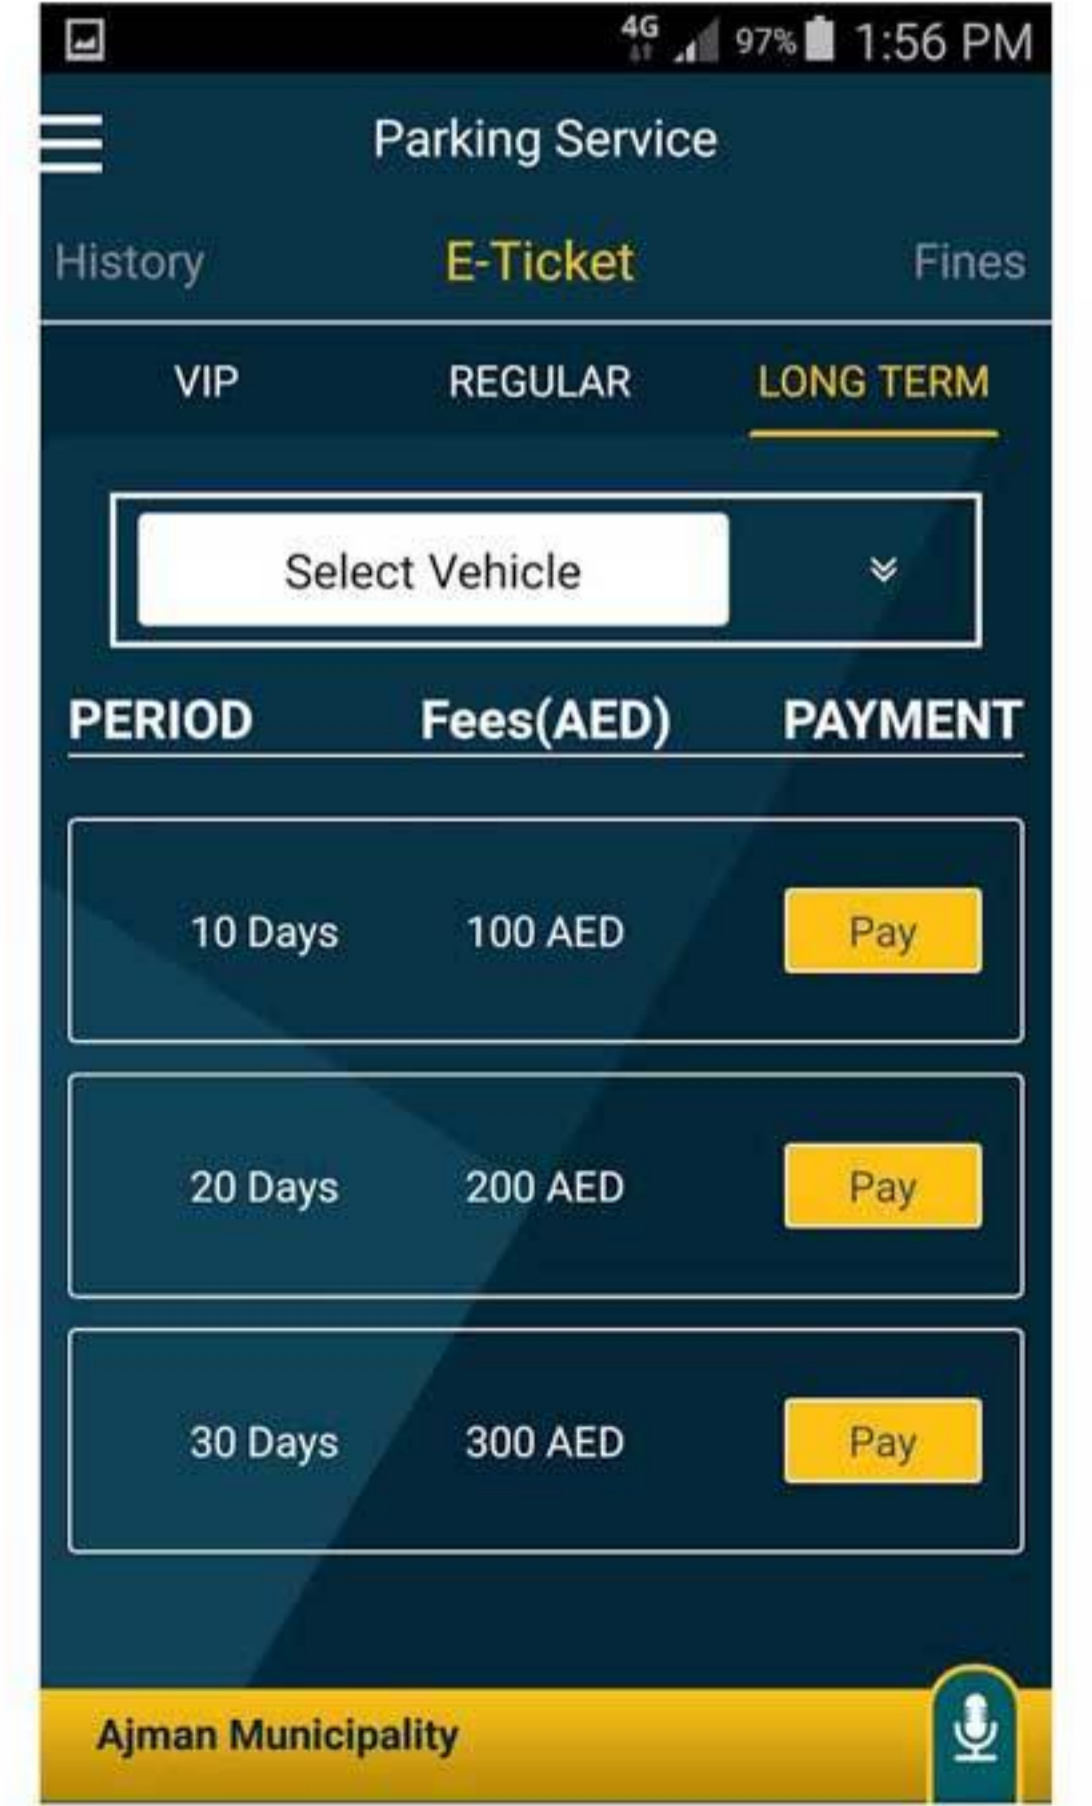 4G 97% 1:56 PM
Parking Service
History E-Ticket Fines
VIP REGULAR LONG TERM
Select Vehicle
PERIOD Fees(AED) PAYMENT
10 Days 100 AED Pay
20 Days 200 AED Pay
30 Days 300 AED Pay
Ajman Municipality